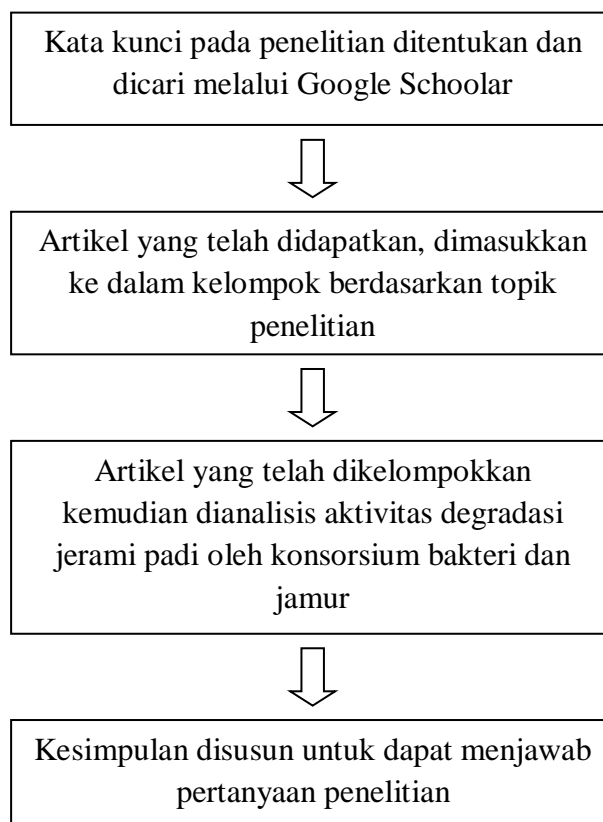 Kata kunci pada penelitian ditentukan dan
dicari melalui Google Schoolar
Artikel yang telah didapatkan, dimasukkan
ke dalam kelompok berdasarkan topik
penelitian
Artikel yang telah dikelompokkan
kemudian dianalisis aktivitas degradasi
jerami padi oleh konsorsium bakteri dan
jamur
Kesimpulan disusun untuk dapat menjawab
pertanyaan penelitian